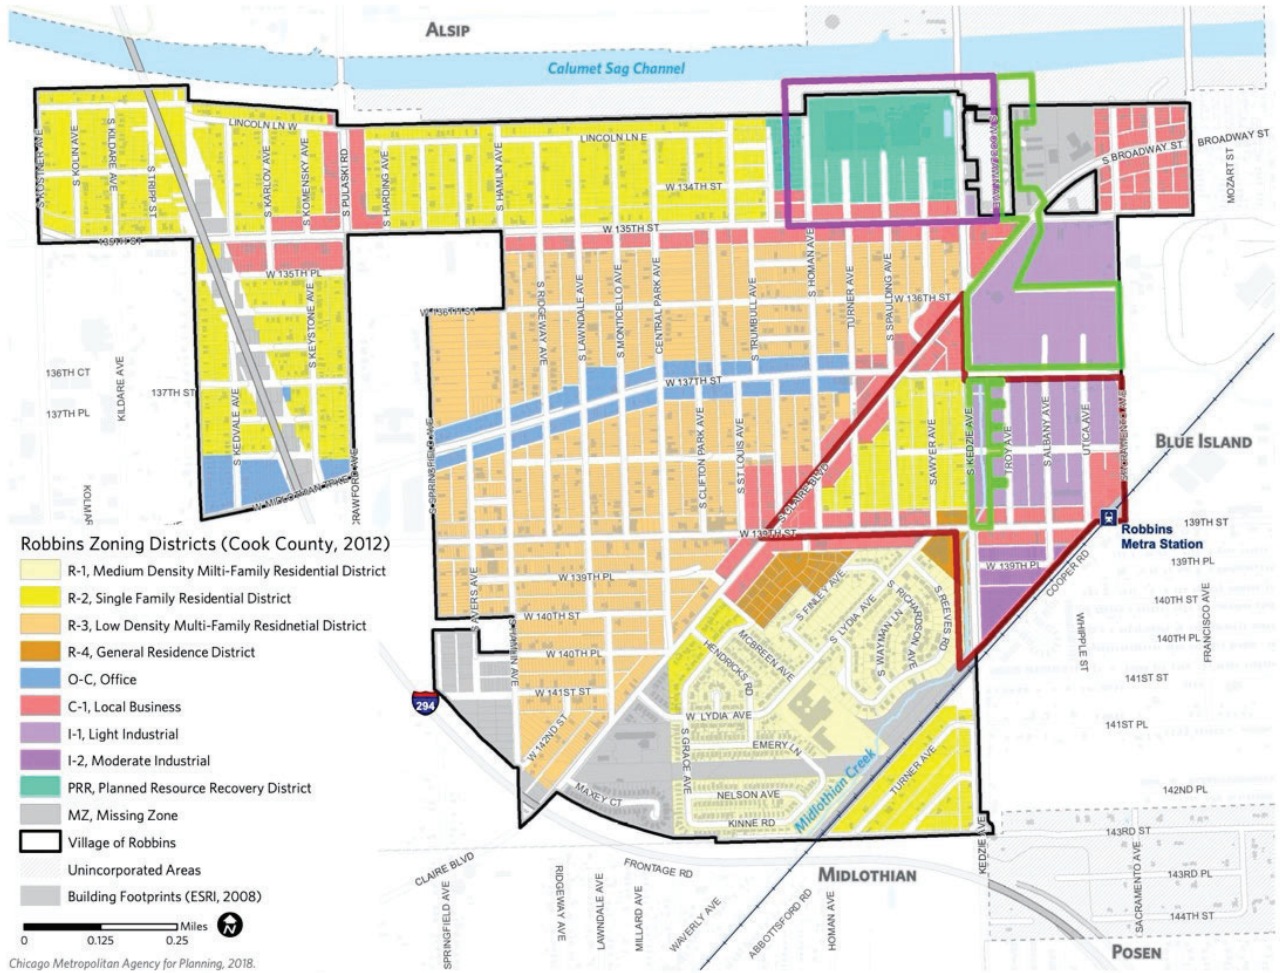 ALSIP
Calumet Sag Channel
LINCOLN LN W
LINCOLN LN E
S KOSTNER AVE
S KOLIN AVE
S KILDARE AVE
S TRIPP ST
S KARLOV AVE
S KOMENSKY AVE
S PULASKI RD
S HARDING AVE
S HAMLIN AVE
W 134TH ST
S BROADWAY ST
BROADWAY ST
MOZART ST
135TH ST
W 135TH ST
W 135TH PL
S KEYSTONE AVE
S RIDGEWAY AVE
S LAWNDALE AVE
S MONTICELLO AVE
CENTRAL PARK AVE
S TRUMBULL AVE
S HOMAN AVE
TURNER AVE
S SPAULDING AVE
W 136TH ST
W 136TH ST
136TH CT
137TH PL
KILDARE AVE
137TH ST
S KEDVALE AVE
W 137TH ST
S SPRINGFIELD AVE
S CLIFTON PARK AVE
S ST LOUIS AVE
SAWYER AVE
S KEDZIE AVE
TROY AVE
S ALBANY AVE
UTICA AVE
S SACRAMENTO AVE
BLUE ISLAND
KOLMAR
W MIDLOTHIAN TPKE
CRAWFORD AVE
S CLAIRE BLVD
W 139TH ST
Robbins
Metra Station
139TH ST
139TH PL
W 139TH PL
W 139TH PL
COOPER RD
140TH ST
140TH PL
FRANCISCO AVE
WHIPPLE ST
141ST ST
141ST PL
S AVERS AVE
W 140TH ST
W 140TH PL
W 141ST ST
W 142ND ST
S FINLEY AVE
S LYDIA AVE
S WAYMAN LN
RICHARDSON AVE
S REEVES RD
MCBREEN AVE
HENDRICKS RD
W LYDIA AVE
S GRACE AVE
EMERY LN
NELSON AVE
KINNE RD
MAXEY CT
Midlothian Creek
TURNER AVE
294
142ND PL
143RD ST
143RD PL
144TH ST
SACRAMENTO AVE
KEDZIE AVE
CLAIRE BLVD
FRONTAGE RD
MIDLOTHIAN
SPRINGFIELD AVE
RIDGEWAY AVE
LAWNDALE AVE
MILLARD AVE
WAVERLY AVE
ABBOTTSFORD RD
HOMAN AVE
POSEN
Robbins Zoning Districts (Cook County, 2012)
R-1, Medium Density Milti-Family Residential District
R-2, Single Family Residential District
R-3, Low Density Multi-Family Residnetial District
R-4, General Residence District
O-C, Office
C-1, Local Business
I-1, Light Industrial
I-2, Moderate Industrial
PRR, Planned Resource Recovery District
MZ, Missing Zone
Village of Robbins
Unincorporated Areas
Building Footprints (ESRI, 2008)
Miles
0 0.125 0.25
N
Chicago Metropolitan Agency for Planning, 2018.